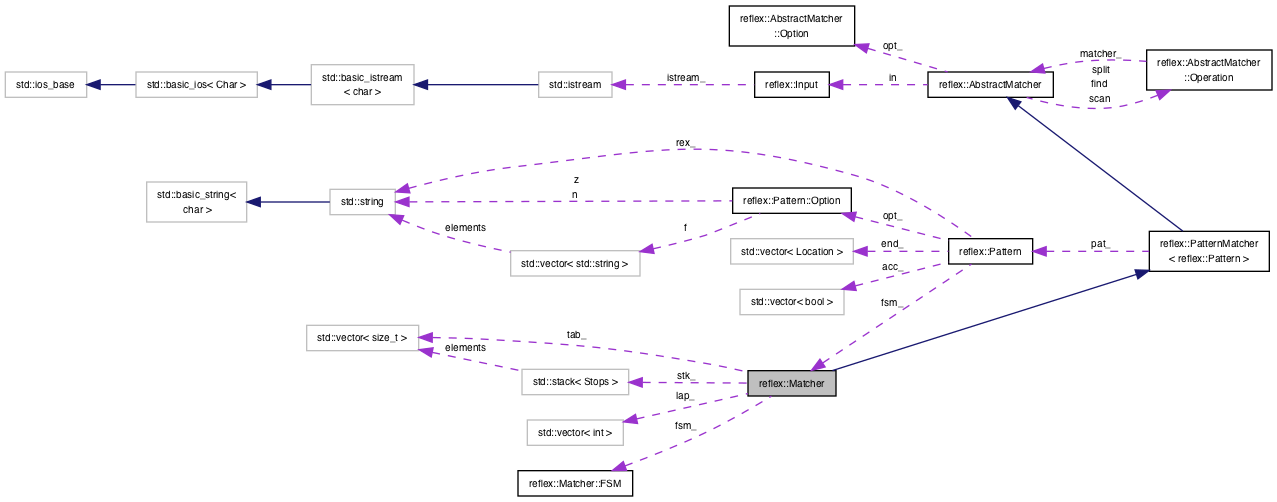 reflex::AbstractMatcher
::Option
opt_
matcher_
split
find
scan
reflex::AbstractMatcher
::Operation
std::ios_base
std::basic_ios< Char >
std::basic_istream
< char >
std::istream
istream_
reflex::Input
in
reflex::AbstractMatcher
rex_
std::basic_string<
char >
std::string
z
n
reflex::Pattern::Option
opt_
elements
f
std::vector< std::string >
std::vector< Location >
end_
reflex::Pattern
pat_
reflex::PatternMatcher
< reflex::Pattern >
acc_
std::vector< bool >
fsm_
std::vector< size_t >
tab_
elements
std::stack< Stops >
stk_
reflex::Matcher
lap_
std::vector< int >
fsm_
reflex::Matcher::FSM